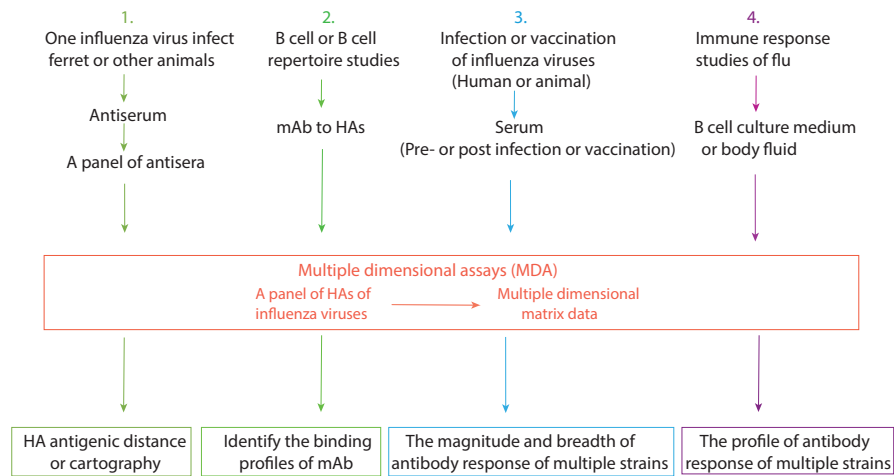 1.
One influenza virus infect
ferret or other animals
Antiserum
A panel of antisera
2.
B cell or B cell
repertoire studies
mAb to HAs
3.
Infection or vaccination
of influenza viruses
(Human or animal)
Serum
(Pre- or post infection or vaccination)
4.
Immune response
studies of flu
B cell culture medium
or body fluid
Multiple dimensional assays (MDA)
A panel of HAs of
influenza viruses
Multiple dimensional
matrix data
HA antigenic distance
or cartography
Identify the binding
profiles of mAb
The magnitude and breadth of
antibody response of multiple strains
The profile of antibody
response of multiple strains